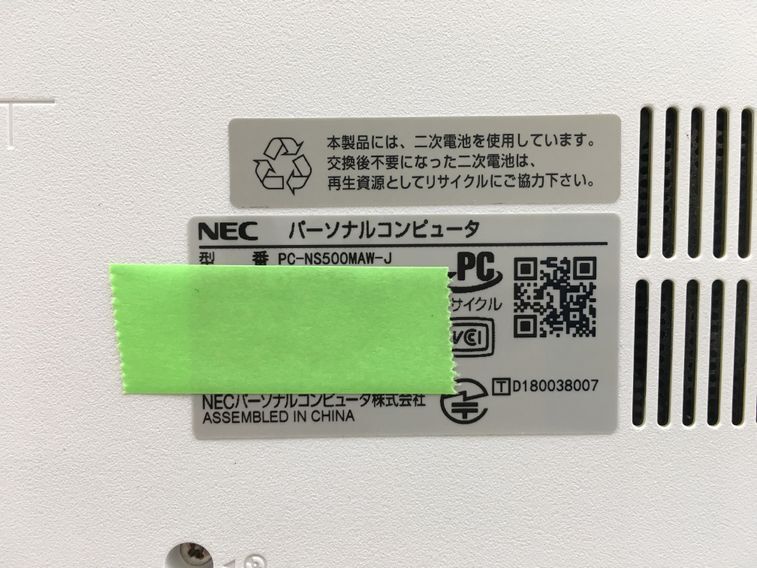 本製品には、二次電池を使用しています。
交換後不要になった二次電池は、
再生資源としてリサイクルにご協力下さい。
NEC パーソナルコンピュータ
型 番 PC-NS500MAW-J
PC
サイクル
VCI
D180038007
NECパーソナルコンピュータ株式会社
ASSEMBLED IN CHINA